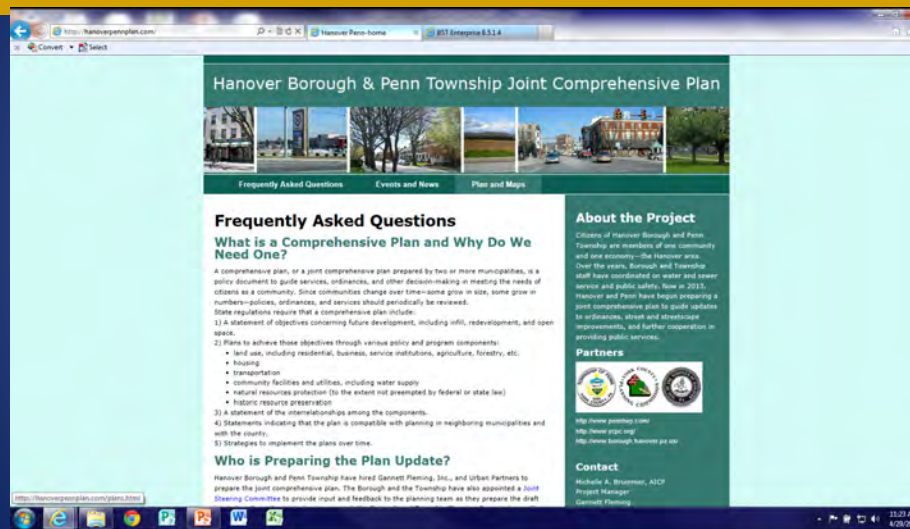 http://hanoverpennplan.com/
Hanover Penn-home
BST Enterprise 6.5.1.4
Convert
Select
Hanover Borough & Penn Township Joint Comprehensive Plan
Frequently Asked Questions Events and News Plan and Maps
Frequently Asked Questions
What is a Comprehensive Plan and Why Do We
Need One?
A comprehensive plan, or a joint comprehensive plan prepared by two or more municipalities, is a
policy document to guide services, ordinances, and other decision-making in meeting the needs of
citizens as a community. Since communities change over time—some grow in size, some grow in
numbers—policies, ordinances, and services should periodically be reviewed.
State regulations require that a comprehensive plan include:
1) A statement of objectives concerning future development, including infill, redevelopment, and open
space.
2) Plans to achieve those objectives through various policy and program components:
• land use, including residential, business, service institutions, agriculture, forestry, etc.
• housing
• transportation
• community facilities and utilities, including water supply
• natural resources protection (to the extent not preempted by federal or state law)
• historic resource preservation
3) A statement of the interrelationships among the components.
4) Statements indicating that the plan is compatible with planning in neighboring municipalities and
with the county.
5) Strategies to implement the plans over time.
Who is Preparing the Plan Update?
Hanover Borough and Penn Township have hired Gannett Fleming, Inc., and Urban Partners to
prepare the joint comprehensive plan. The Borough and the Township have also appointed a Joint
Steering Committee to provide input and feedback to the planning team as they prepare the draft
About the Project
Citizens of Hanover Borough and Penn
Township are members of one community
and one economy—the Hanover area.
Over the years, Borough and Township
staff have coordinated on water and sewer
service and public safety. Now in 2013,
Hanover and Penn have begun preparing a
joint comprehensive plan to guide updates
to ordinances, street and streetscape
improvements, and further cooperation in
providing public services.
Partners
http://www.ycpc.org/
http://www.borough.hanover.pa.us/
Contact
Michelle A. Brummer, AICP
Project Manager
Gannett Fleming
http://hanoverpennplan.com/plans.html
11:23 A